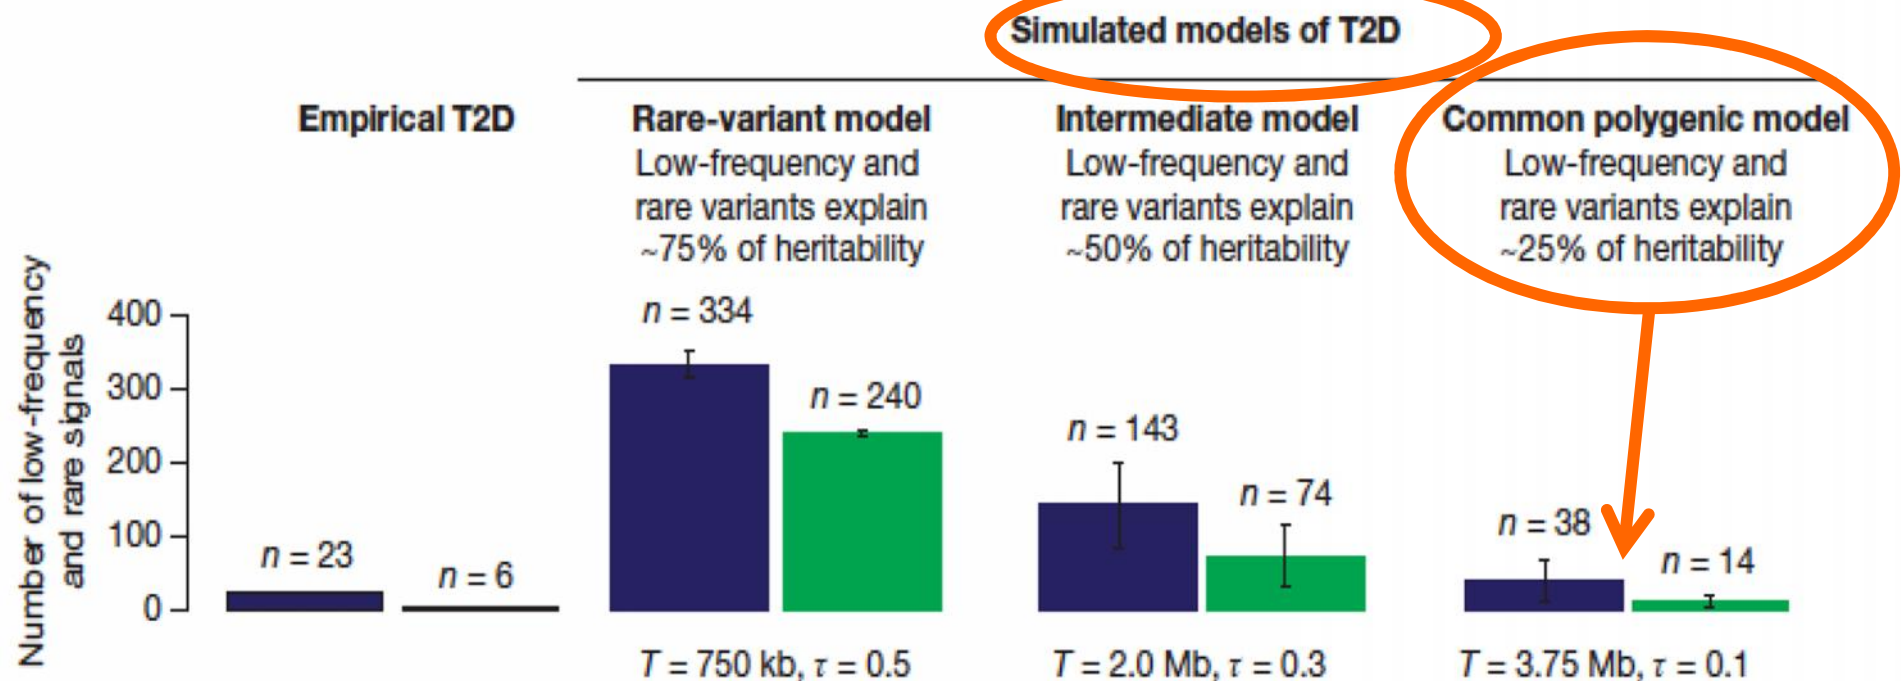 Simulated models of T2D
Empirical T2D
Rare-variant model
Low-frequency and
rare variants explain
~75% of heritability
Intermediate model
Low-frequency and
rare variants explain
~50% of heritability
Common polygenic model
Low-frequency and
rare variants explain
~25% of heritability
Number of low-frequency
and rare signals
400
300
200
100
0
n = 23
n = 6
n = 334
n = 240
n = 143
n = 74
n = 38
n = 14
T = 750 kb, τ = 0.5
T = 2.0 Mb, τ = 0.3
T = 3.75 Mb, τ = 0.1